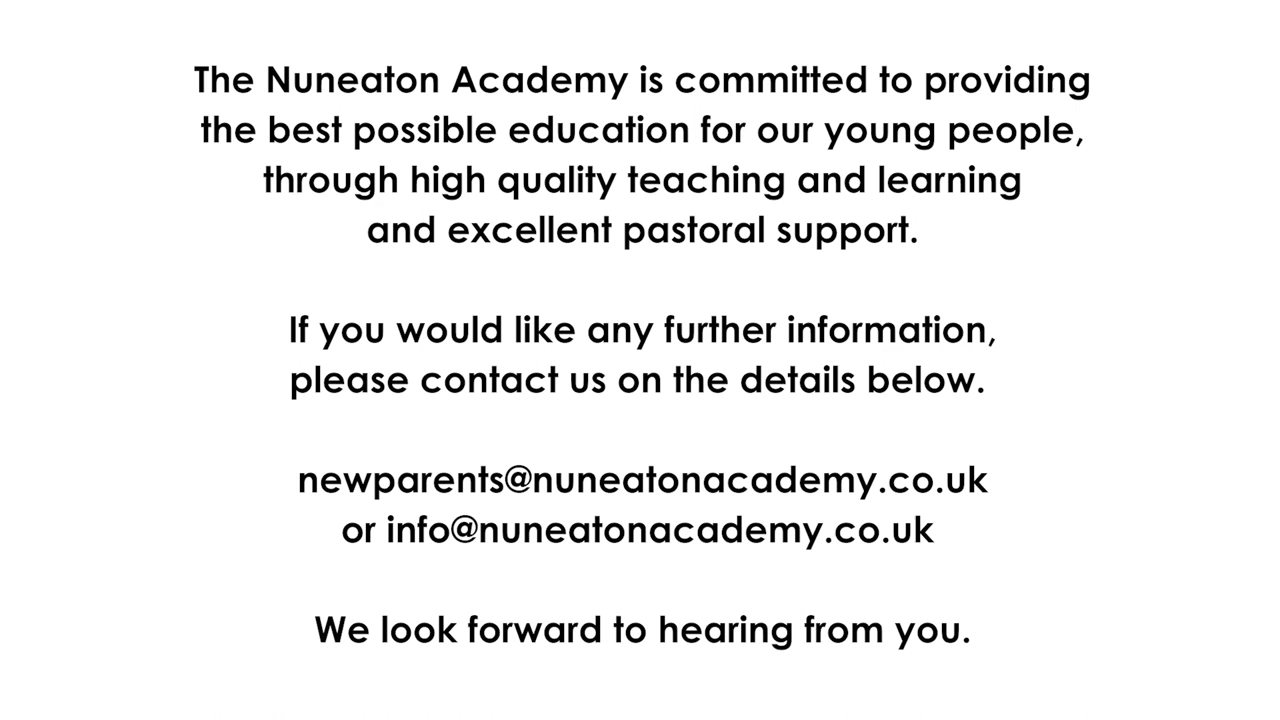 The Nuneaton Academy is committed to providing
the best possible education for our young people,
through high quality teaching and learning
and excellent pastoral support.
If you would like any further information,
please contact us on the details below.
newparents@nuneatonacademy.co.uk
or info@nuneatonacademy.co.uk
We look forward to hearing from you.